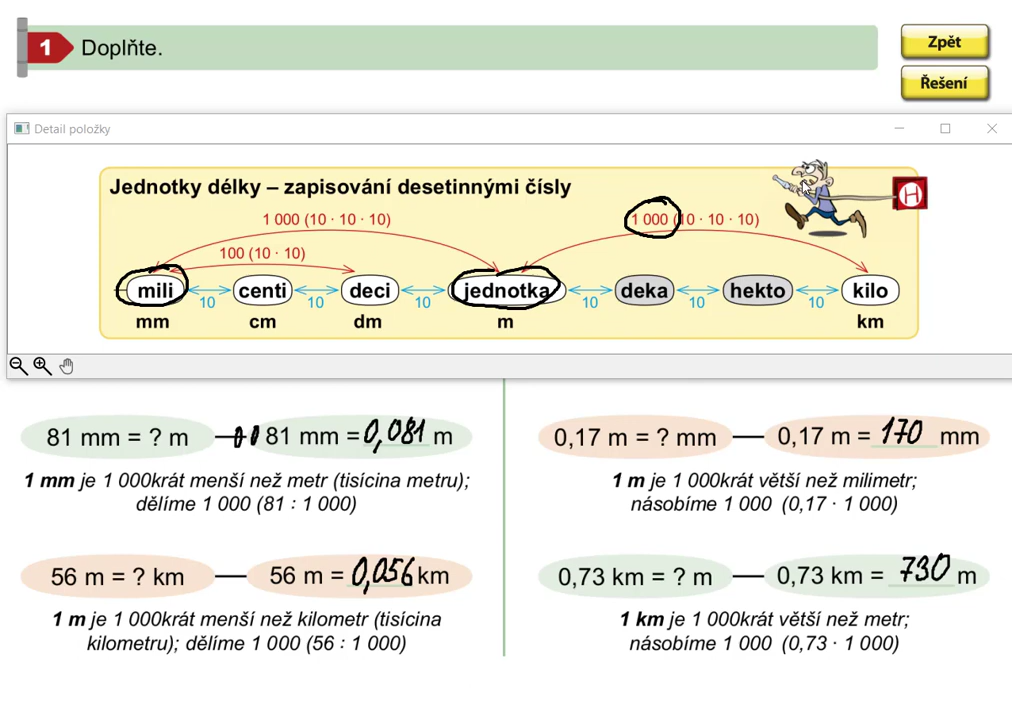 1 Doplňte.
Zpět
Řešení
Detail položky
Jednotky délky – zapisování desetinnými čísly
1 000 (10 · 10 · 10) 1 000 (10 · 10 · 10)
100 (10 · 10)
mili centi deci jednotka deka hekto kilo
10 10 10 10 10 10
mm cm dm m km
H
81 mm = ? m 81 mm = 0,081 m
1 mm je 1 000krát menší než metr (tisícina metru);
dělíme 1 000 (81 : 1 000)
56 m = ? km 56 m = 0,056 km
1 m je 1 000krát menší než kilometr (tisícina
kilometru); dělíme 1 000 (56 : 1 000)
0,17 m = ? mm 0,17 m = 170 mm
1 m je 1 000krát větší než milimetr;
násobíme 1 000 (0,17 · 1 000)
0,73 km = ? m 0,73 km = 730 m
1 km je 1 000krát větší než metr;
násobíme 1 000 (0,73 · 1 000)